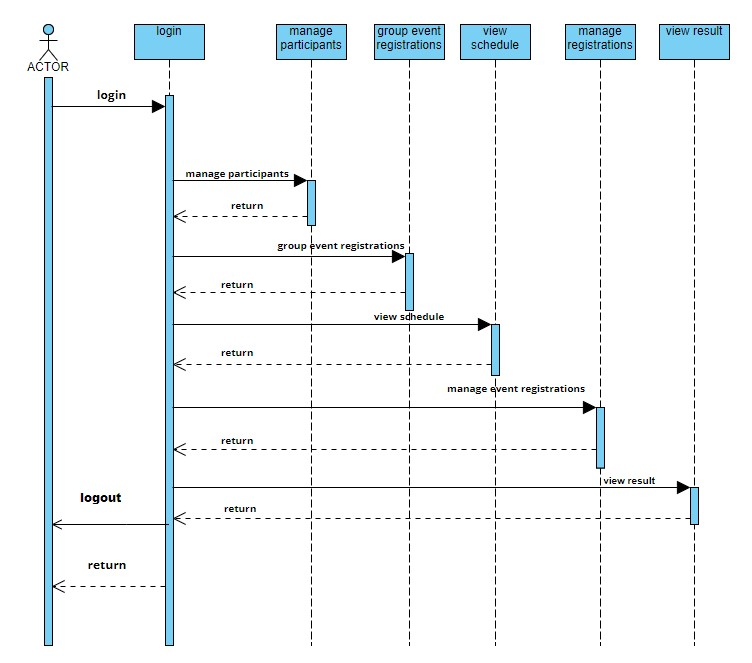 ACTOR
login
manage
participants
group event
registrations
view
schedule
manage
registrations
view result
login
manage participants
return
group event registrations
return
view schedule
return
manage event registrations
return
view result
logout
return
return